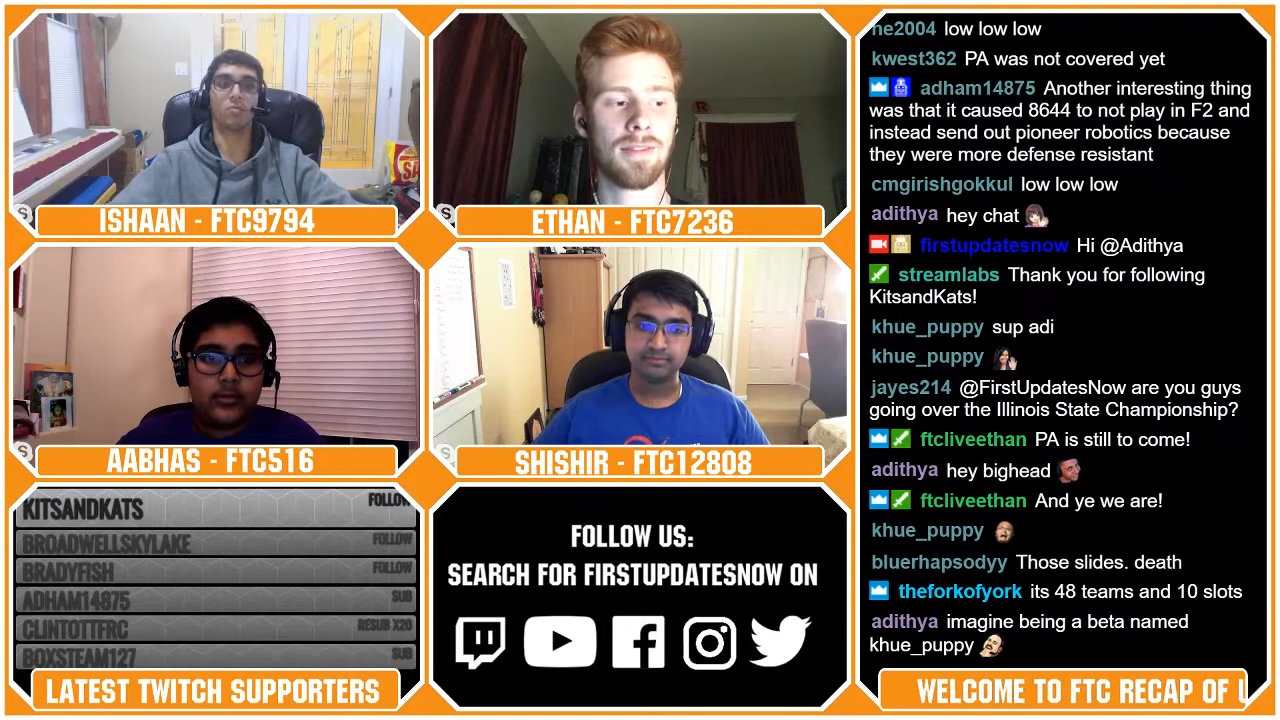 ISHAAN - FTC9794
ETHAN - FTC7236
AABHAS - FTC516
SHISHIR - FTC12808
KITSANDKATS FOLLOW
BROADWELLSKYLAKE FOLLOW
BRADYFISH FOLLOW
ADHAM14875 SUB
CLINTOTTFRC RESUB X20
BOXSTEAM127 SUB
LATEST TWITCH SUPPORTERS
FOLLOW US:
SEARCH FOR FIRSTUPDATESNOW ON
ne2004 low low low
kwest362 PA was not covered yet
adham14875 Another interesting thing
was that it caused 8644 to not play in F2 and
instead send out pioneer robotics because
they were more defense resistant
cmgirishgokkul low low low
adithya hey chat
firstupdatesnow Hi @Adithya
streamlabs Thank you for following
KitsandKats!
khue_puppy sup adi
khue_puppy
jayes214 @FirstUpdatesNow are you guys
going over the Illinois State Championship?
ftcliveethan PA is still to come!
adithya hey bighead
ftcliveethan And ye we are!
khue_puppy
bluerhapsodyy Those slides. death
theforkofyork its 48 teams and 10 slots
adithya imagine being a beta named
khue_puppy
WELCOME TO FTC RECAP OF